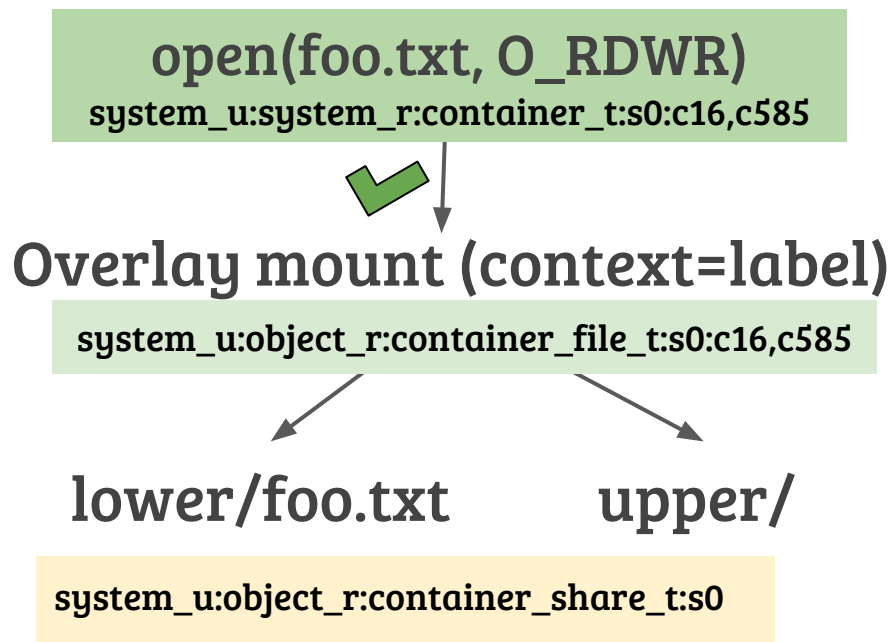 open(foo.txt, O_RDWR)
system_u:system_r:container_t:s0:c16,c585
Overlay mount (context=label)
system_u:object_r:container_file_t:s0:c16,c585
lower/foo.txt upper/
system_u:object_r:container_share_t:s0